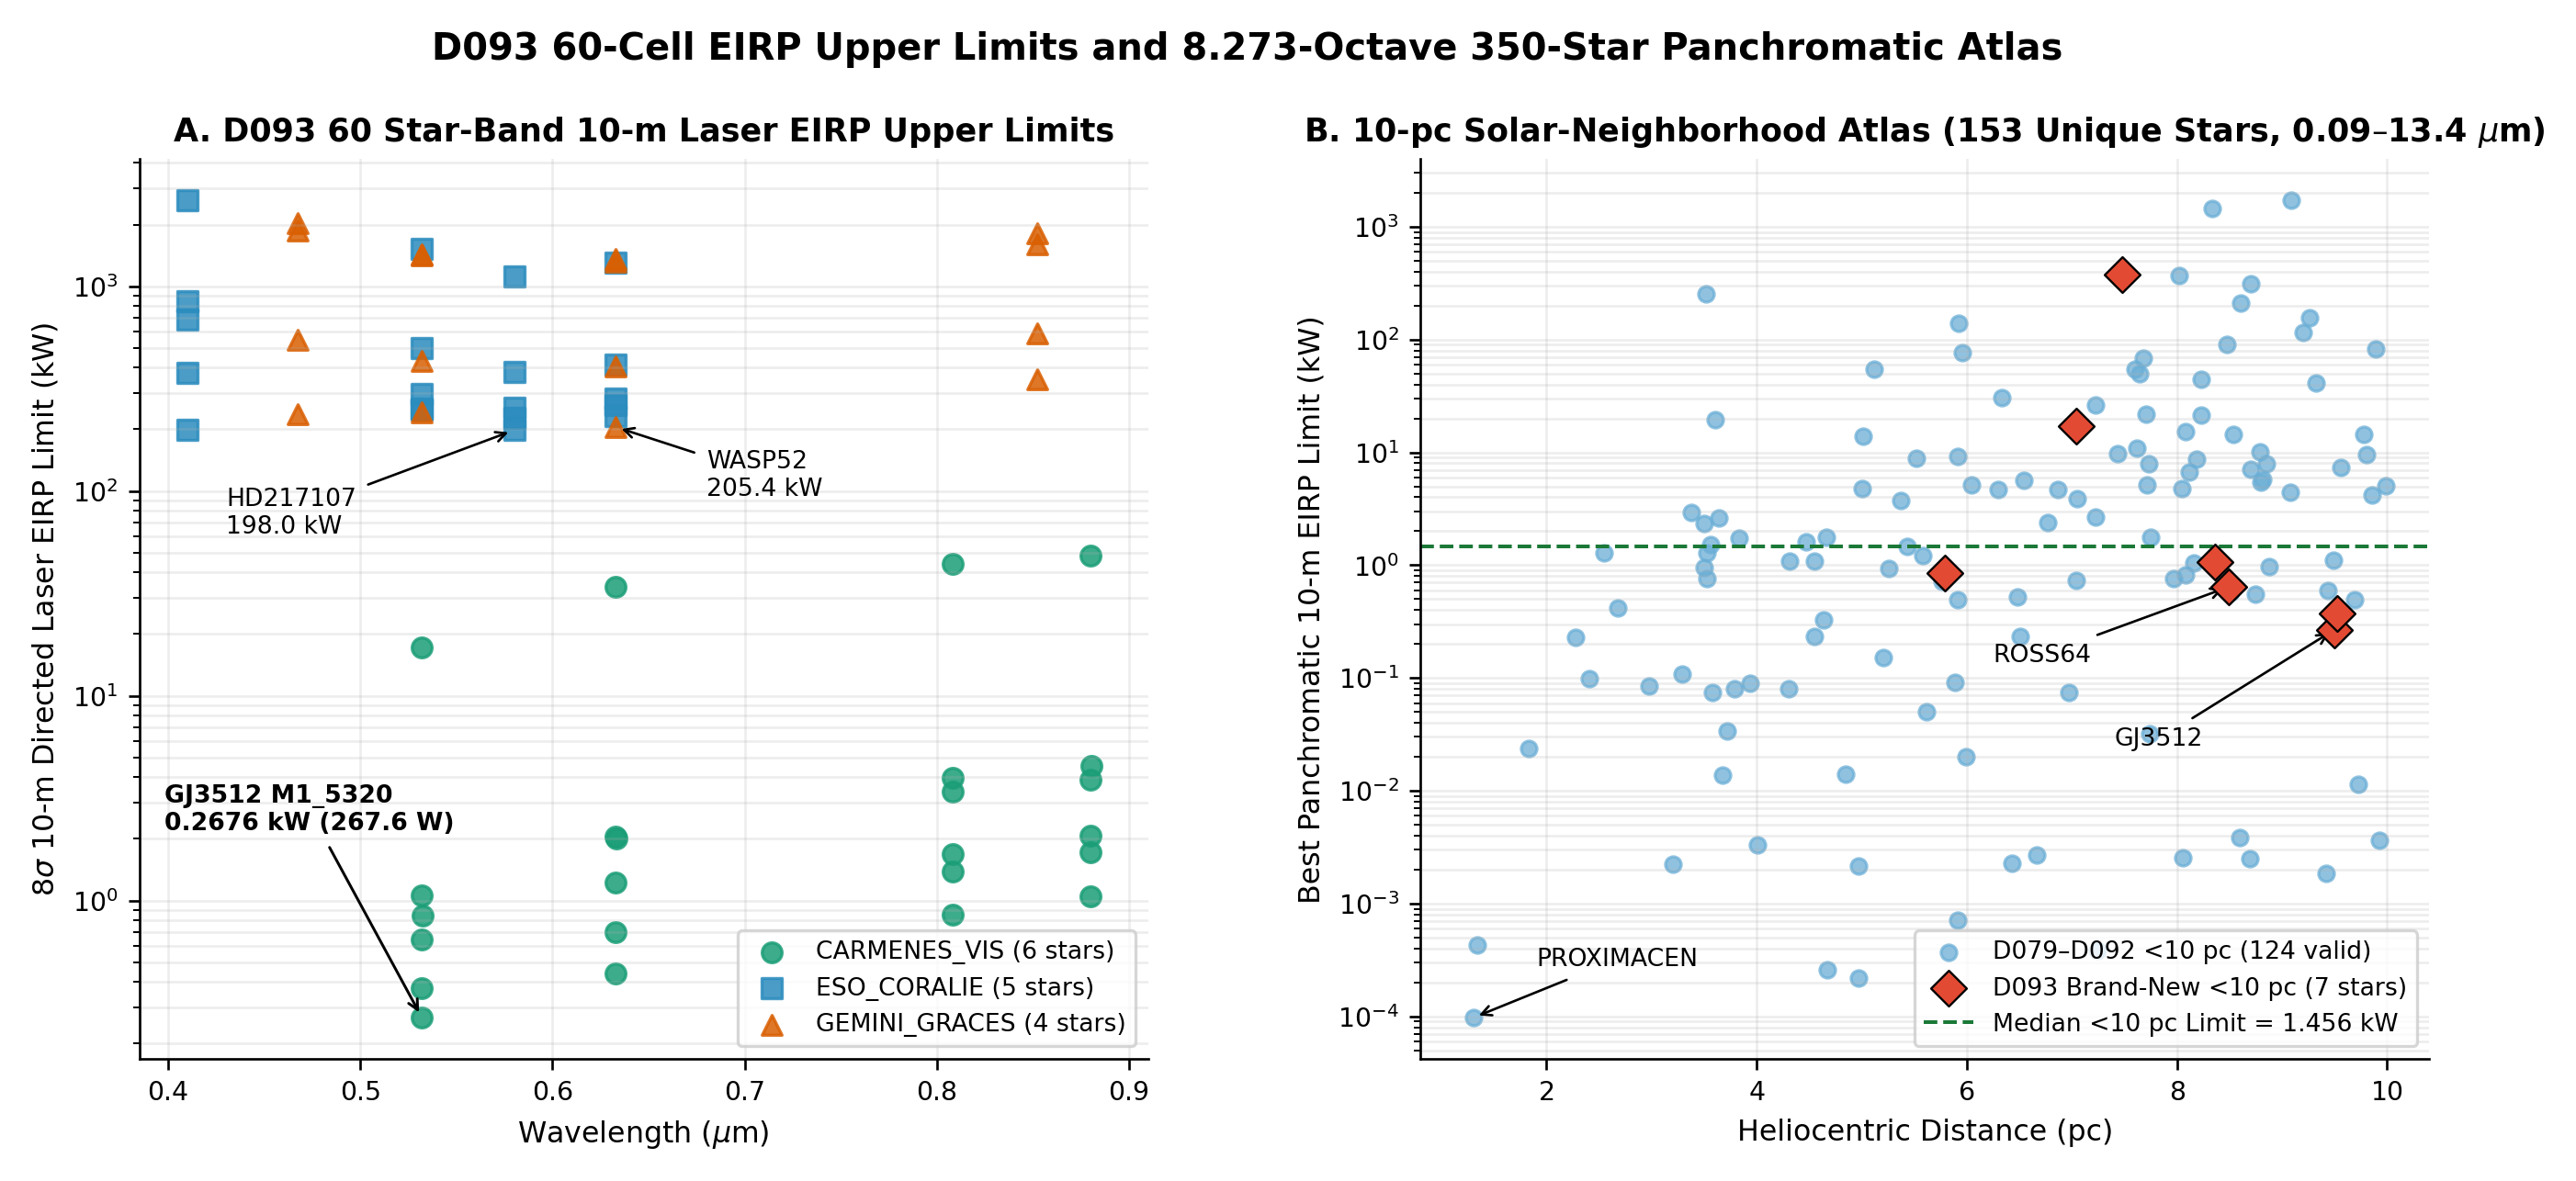 D093 60-Cell EIRP Upper Limits and 8.273-Octave 350-Star Panchromatic Atlas
A. D093 60 Star-Band 10-m Laser EIRP Upper Limits
8σ 10-m Directed Laser EIRP Limit (kW)
10³
10²
10¹
10⁰
HD217107
198.0 kW
WASP52
205.4 kW
GJ3512 M1_5320
0.2676 kW (267.6 W)
CARMENES_VIS (6 stars)
ESO_CORALIE (5 stars)
GEMINI_GRACES (4 stars)
0.4 0.5 0.6 0.7 0.8 0.9
Wavelength (μm)
B. 10-pc Solar-Neighborhood Atlas (153 Unique Stars, 0.09–13.4 μm)
Best Panchromatic 10-m EIRP Limit (kW)
10³
10²
10¹
10⁰
10⁻¹
10⁻²
10⁻³
10⁻⁴
ROSS64
GJ3512
PROXIMACEN
D079–D092 <10 pc (124 valid)
D093 Brand-New <10 pc (7 stars)
Median <10 pc Limit = 1.456 kW
2 4 6 8 10
Heliocentric Distance (pc)